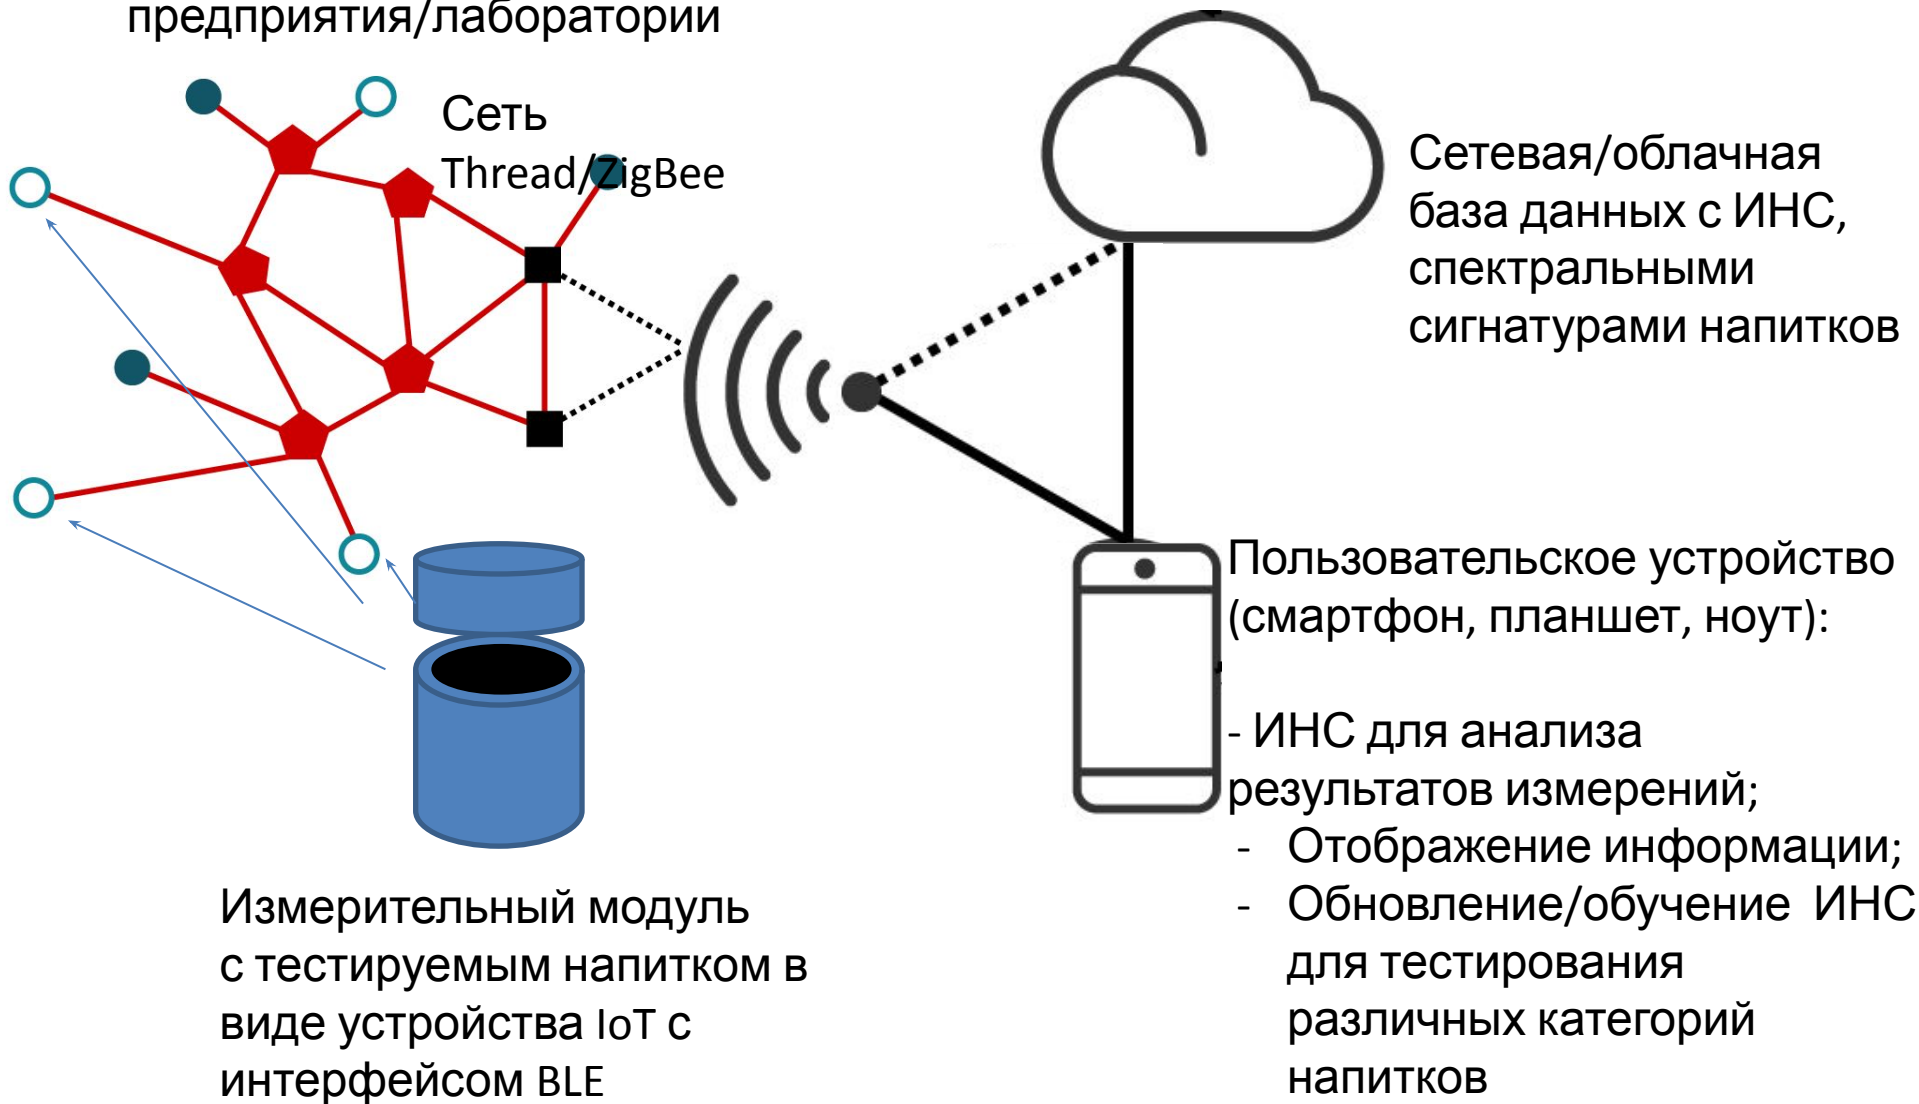 предприятия/лаборатории
Сеть
Thread/ZigBee
Сетевая/облачная
база данных с ИНС,
спектральными
сигнатурами напитков
Пользовательское устройство
(смартфон, планшет, ноут):
- ИНС для анализа
результатов измерений;
- Отображение информации;
- Обновление/обучение ИНС
для тестирования
различных категорий
напитков
Измерительный модуль
с тестируемым напитком в
виде устройства IoT с
интерфейсом BLE